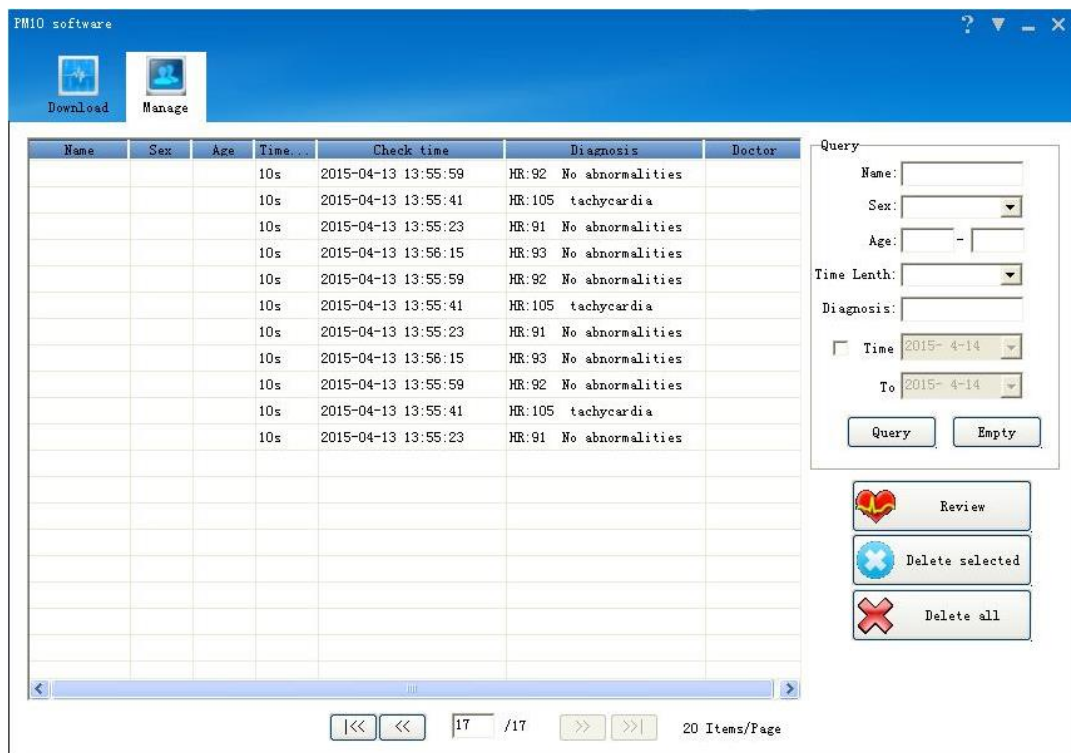 PM10 software
Download Manage
Name Sex Age Time... Check time Diagnosis Doctor
10s 2015-04-13 13:55:59 HR:92 No abnormalities
10s 2015-04-13 13:55:41 HR:105 tachycardia
10s 2015-04-13 13:55:23 HR:91 No abnormalities
10s 2015-04-13 13:56:15 HR:93 No abnormalities
10s 2015-04-13 13:55:59 HR:92 No abnormalities
10s 2015-04-13 13:55:41 HR:105 tachycardia
10s 2015-04-13 13:55:23 HR:91 No abnormalities
10s 2015-04-13 13:56:15 HR:93 No abnormalities
10s 2015-04-13 13:55:59 HR:92 No abnormalities
10s 2015-04-13 13:55:41 HR:105 tachycardia
10s 2015-04-13 13:55:23 HR:91 No abnormalities
Query
Name:
Sex:
Age: -
Time Lenth:
Diagnosis:
Time 2015- 4-14
To 2015- 4-14
Query Empty
Review
Delete selected
Delete all
|<< << 17 /17 >> >>| 20 Items/Page